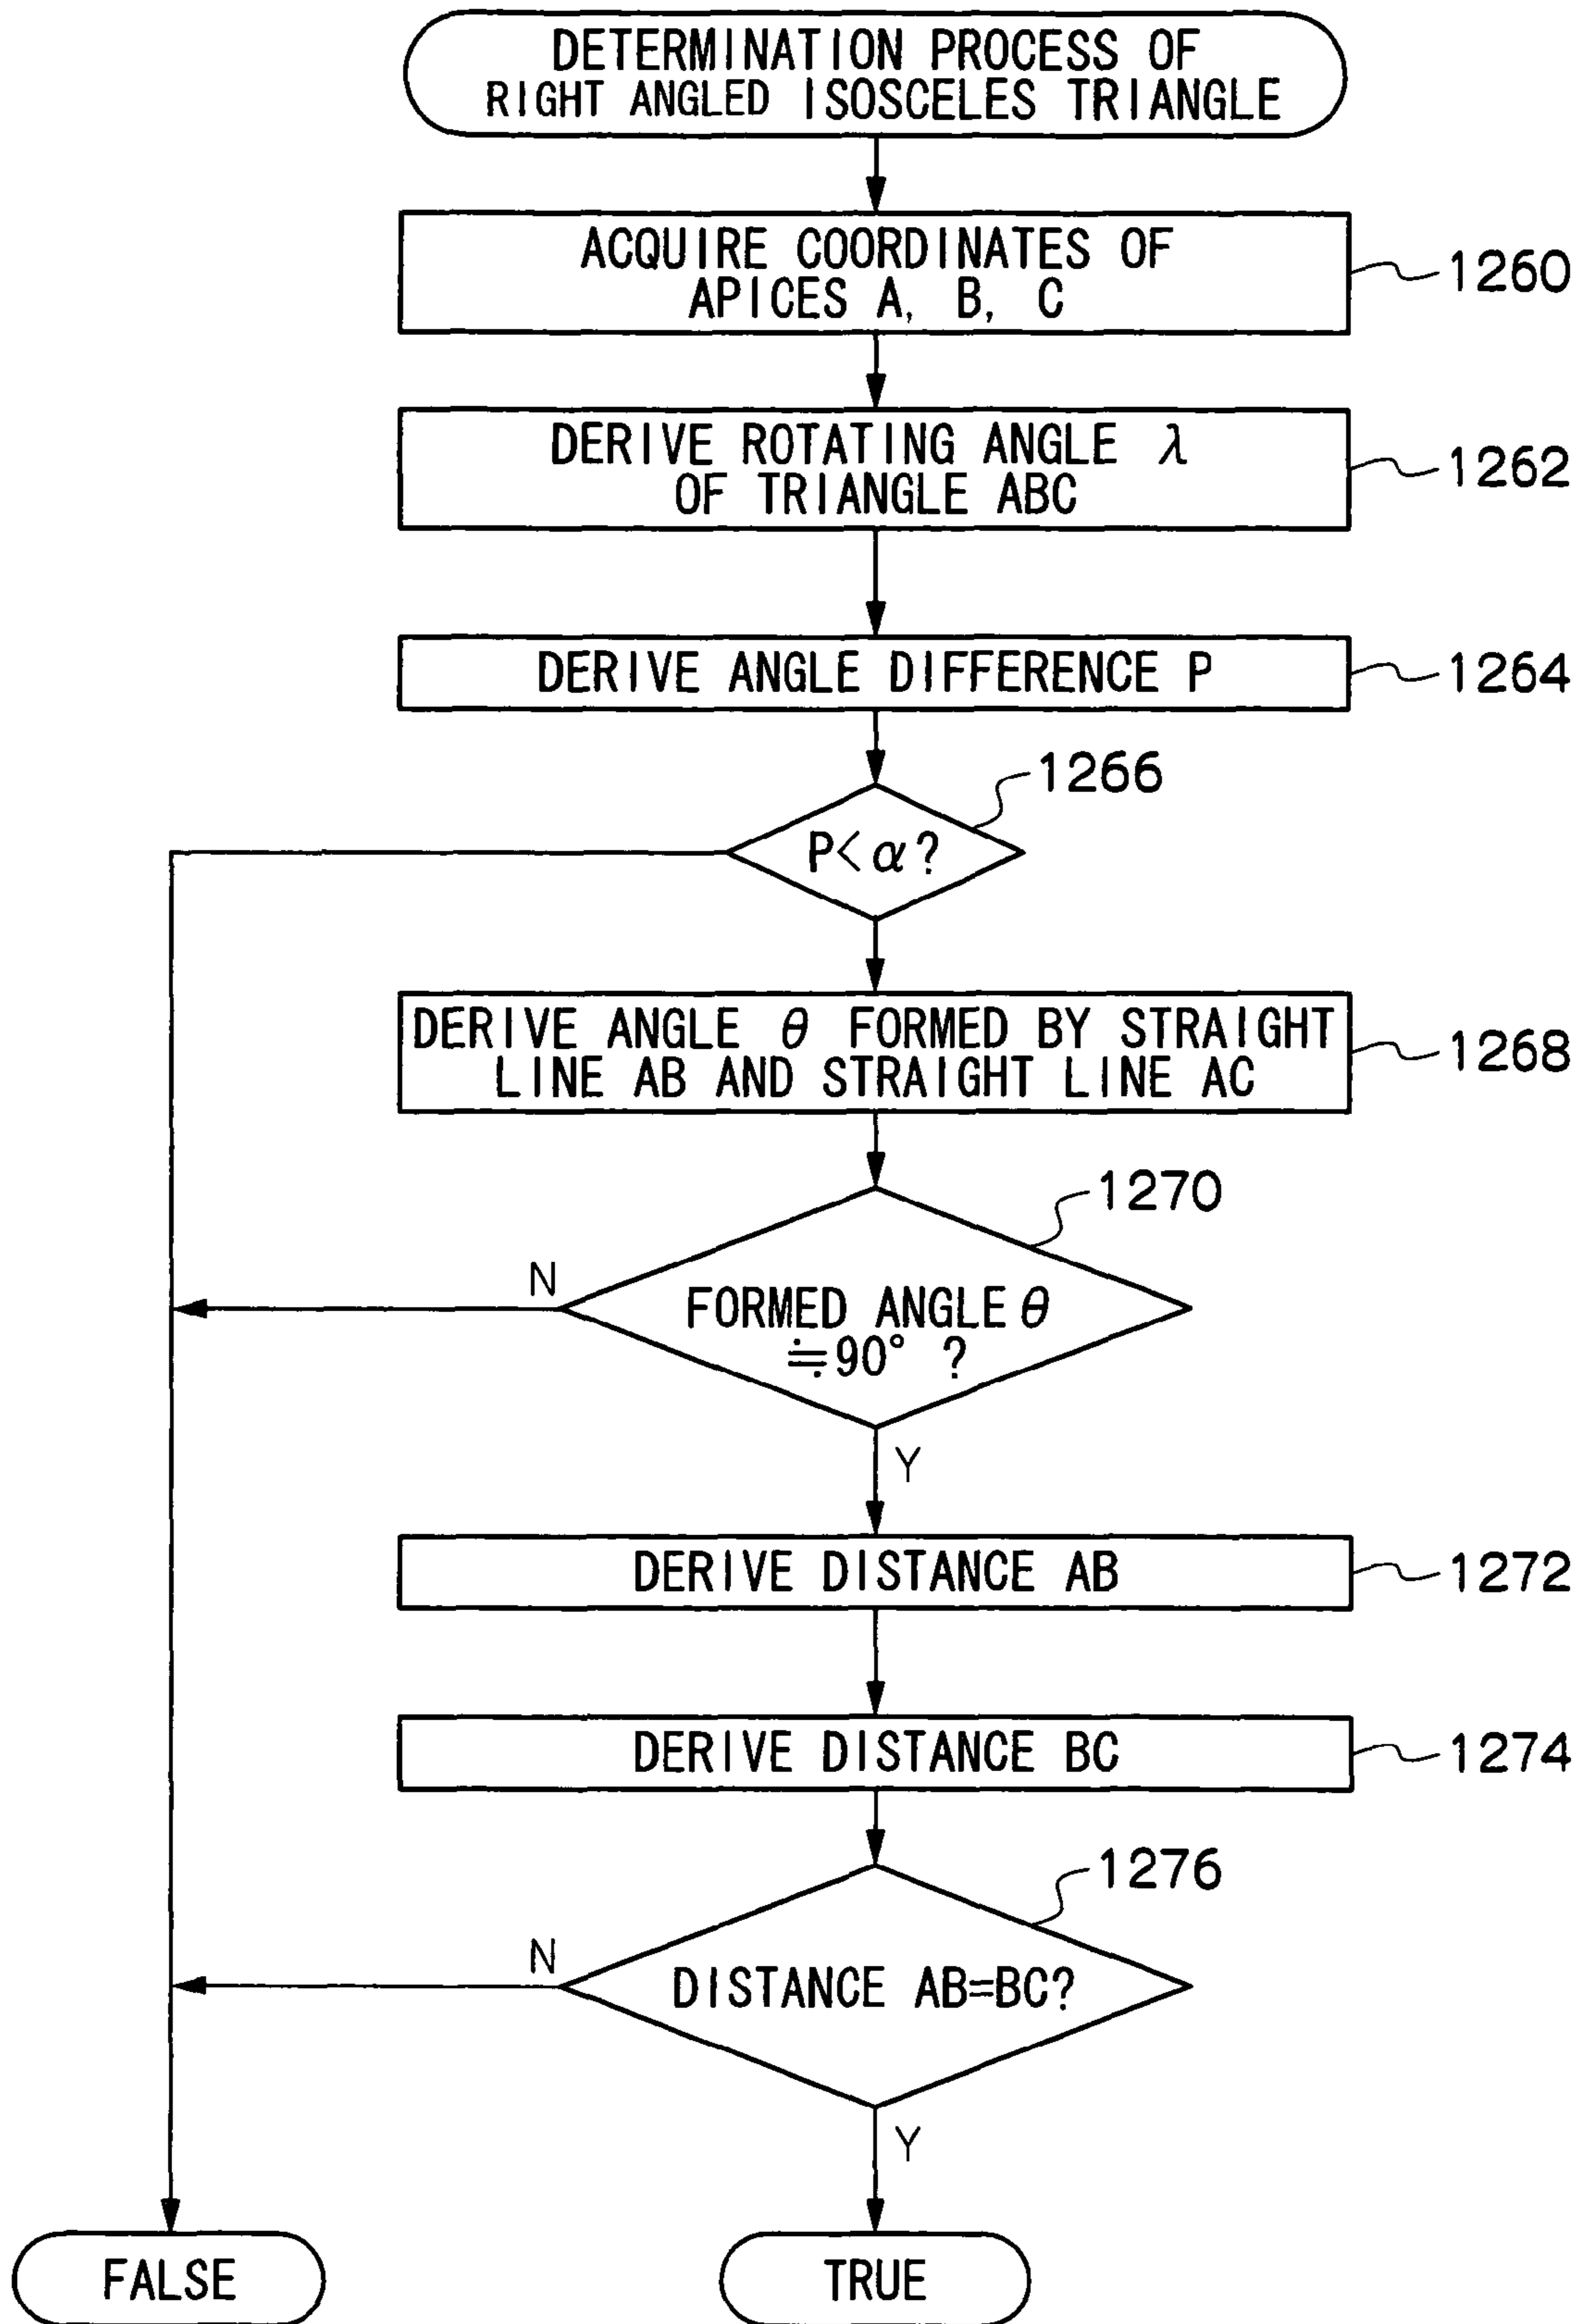 DETERMINATION PROCESS OF
RIGHT ANGLED ISOSCELES TRIANGLE
ACQUIRE COORDINATES OF
APICES A, B, C
1260
DERIVE ROTATING ANGLE λ
OF TRIANGLE ABC
1262
DERIVE ANGLE DIFFERENCE P
1264
1266
P<α?
DERIVE ANGLE θ FORMED BY STRAIGHT
LINE AB AND STRAIGHT LINE AC
1268
1270
N
FORMED ANGLE θ
≒90° ?
Y
DERIVE DISTANCE AB
1272
DERIVE DISTANCE BC
1274
1276
N
DISTANCE AB=BC?
Y
FALSE
TRUE